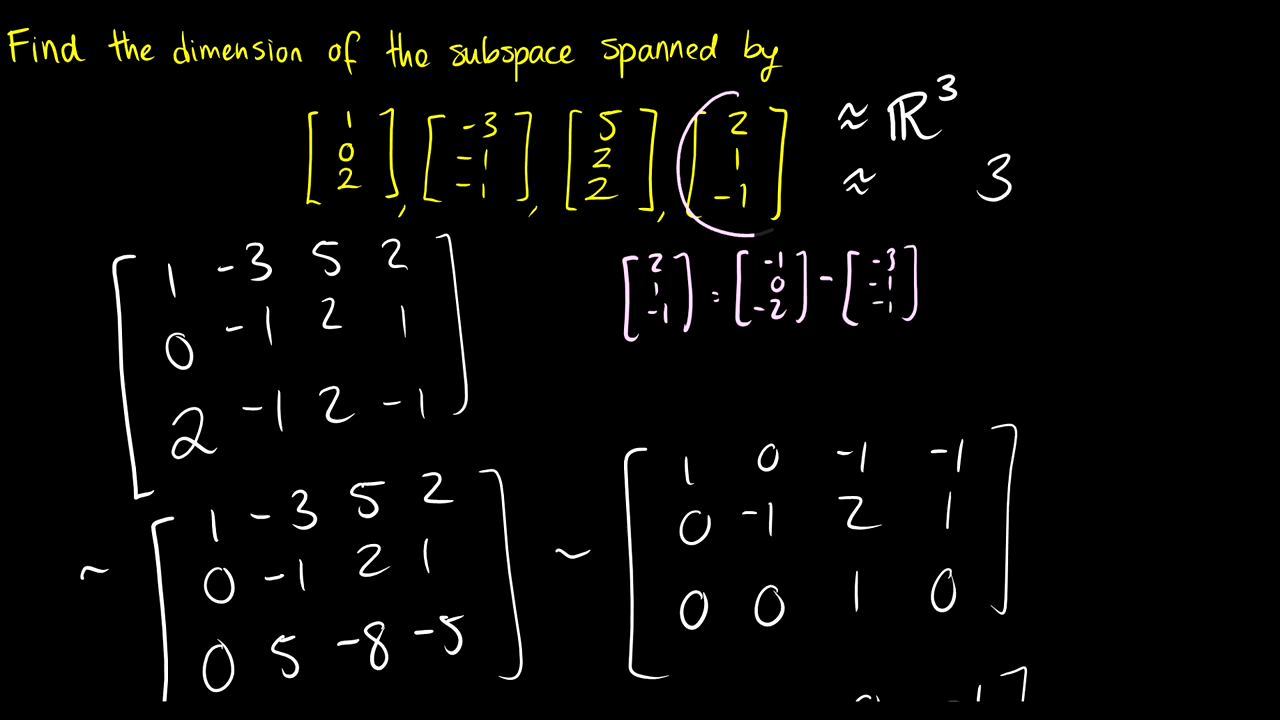 Find the dimension of the subspace spanned by
[1 0 2], [-3 -1 -1], [5 2 2], [2 1 -1] ≈ ℝ³
≈ 3
[2 1 -1] = [-1 0 -2] - [-3 -1 -1]
1 -3 5 2
0 -1 2 1
2 -1 2 -1
~
1 -3 5 2
0 -1 2 1
0 5 -8 -5
~
1 0 -1 -1
0 -1 2 1
0 0 1 0